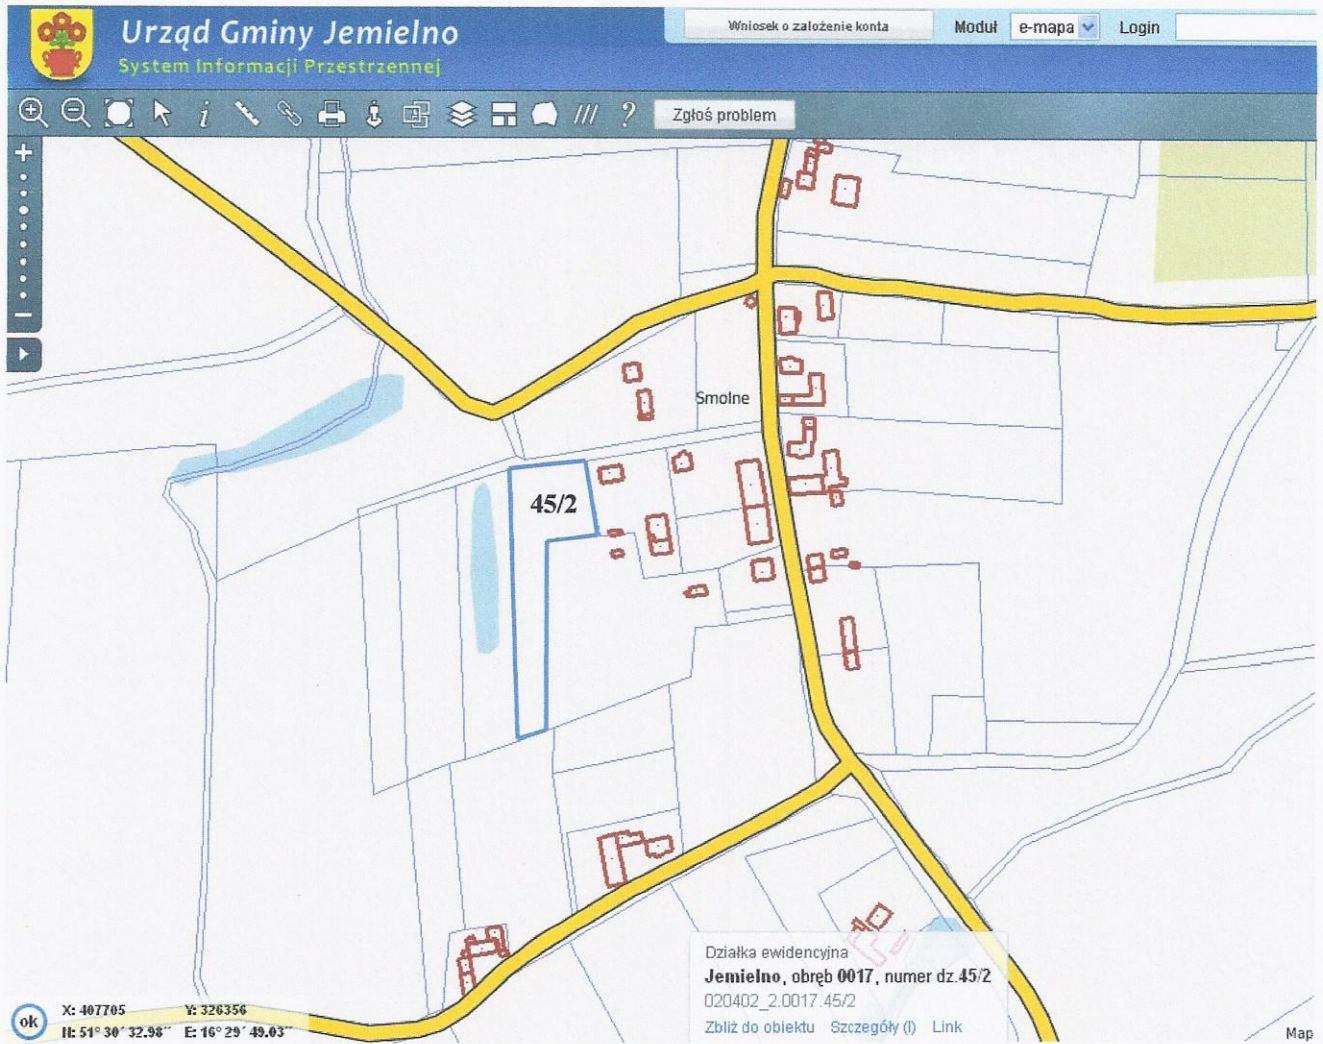 Urząd Gminy Jemielno
System Informacji Przestrzennej
Wniosek o założenie konta
Moduł e-mapa Login
Zgłoś problem
Smolne
45/2
Działka ewidencyjna
Jemielno, obręb 0017, numer dz.45/2
020402_2.0017.45/2
Zbliż do obiektu Szczegóły (I) Link
ok
X: 407705 Y: 326356
N: 51° 30' 32.98" E: 16° 29' 49.03"
Map